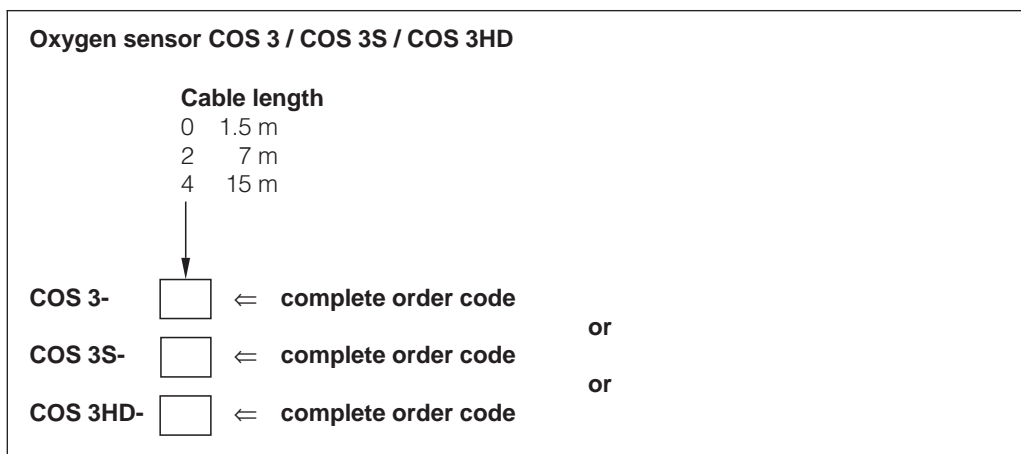 Oxygen sensor COS 3 / COS 3S / COS 3HD
Cable length
0 1.5 m
2 7 m
4 15 m
COS 3- ⇐ complete order code
or
COS 3S- ⇐ complete order code
or
COS 3HD- ⇐ complete order code